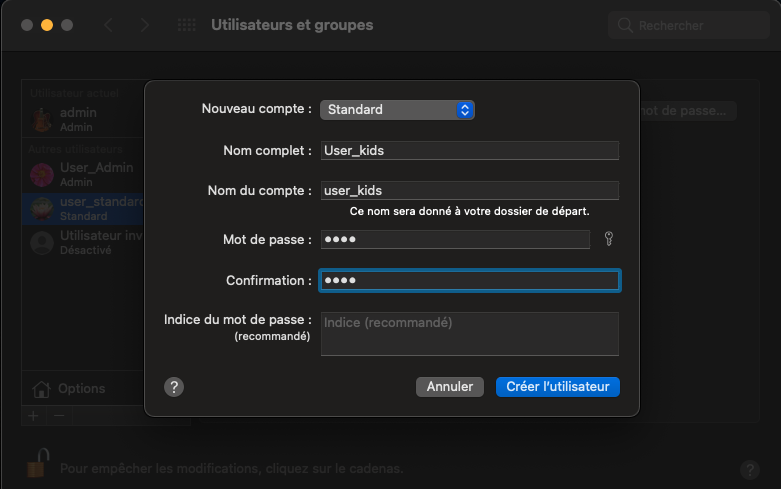 Utilisateurs et groupes
Rechercher
Utilisateur actuel
admin
Admin
Autres utilisateurs
User_Admin
Admin
user_standard
Standard
Utilisateur inv
Désactivé
Options
mot de passe...
Nouveau compte : Standard
Nom complet : User_kids
Nom du compte : user_kids
Ce nom sera donné à votre dossier de départ.
Mot de passe : ••••
Confirmation : ••••
Indice du mot de passe : Indice (recommandé)
(recommandé)
? Annuler Créer l'utilisateur
+ −
Pour empêcher les modifications, cliquez sur le cadenas. ?